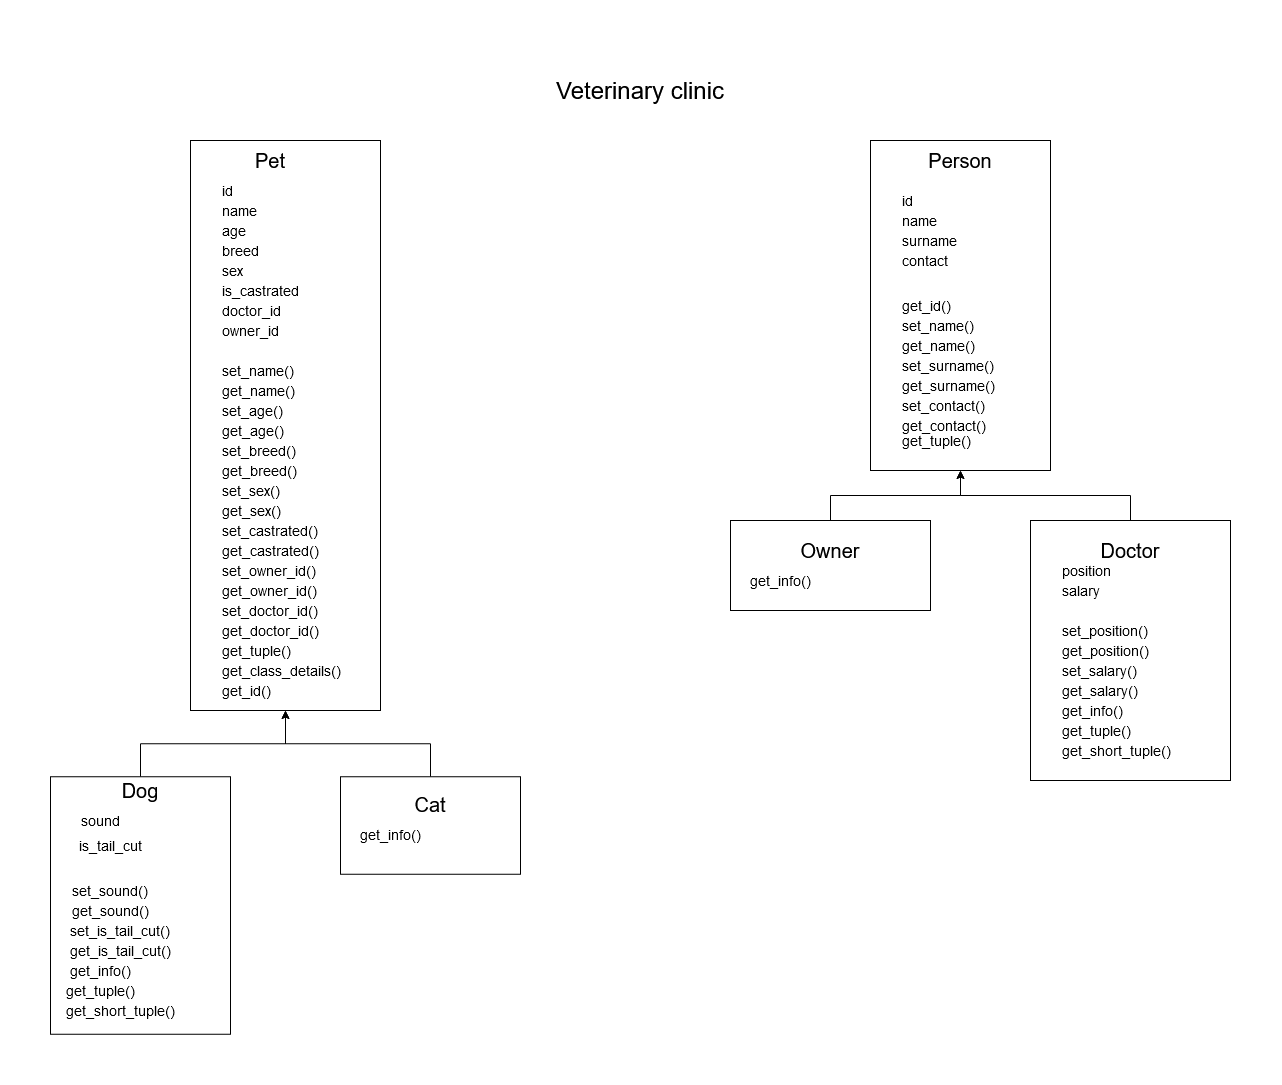 Veterinary clinic
Pet
id
name
age
breed
sex
is_castrated
doctor_id
owner_id
set_name()
get_name()
set_age()
get_age()
set_breed()
get_breed()
set_sex()
get_sex()
set_castrated()
get_castrated()
set_owner_id()
get_owner_id()
set_doctor_id()
get_doctor_id()
get_tuple()
get_class_details()
get_id()
Person
id
name
surname
contact
get_id()
set_name()
get_name()
set_surname()
get_surname()
set_contact()
get_contact()
get_tuple()
Owner
get_info()
Doctor
position
salary
set_position()
get_position()
set_salary()
get_salary()
get_info()
get_tuple()
get_short_tuple()
Dog
sound
is_tail_cut
set_sound()
get_sound()
set_is_tail_cut()
get_is_tail_cut()
get_info()
get_tuple()
get_short_tuple()
Cat
get_info()